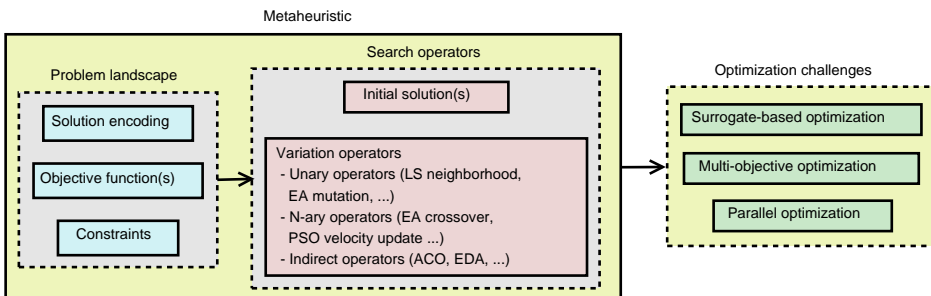 Metaheuristic
Problem landscape
Solution encoding
Objective function(s)
Constraints
Search operators
Initial solution(s)
Variation operators
- Unary operators (LS neighborhood,
EA mutation, ...)
- N-ary operators (EA crossover,
PSO velocity update ...)
- Indirect operators (ACO, EDA, ...)
Optimization challenges
Surrogate-based optimization
Multi-objective optimization
Parallel optimization